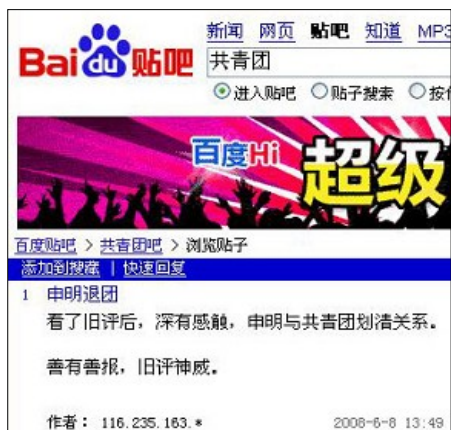 新闻 网页 贴吧 知道 MP3
Bai du 贴吧
共青团
进入贴吧 贴子搜索 按
百度Hi 超级
百度贴吧 > 共青团吧 > 浏览贴子
添加到搜藏 | 快速回复
1 申明退团
看了旧评后，深有感触，申明与共青团划清关系。
善有善报，旧评神威。
作者： 116.235.163.* 2008-6-8 13:49